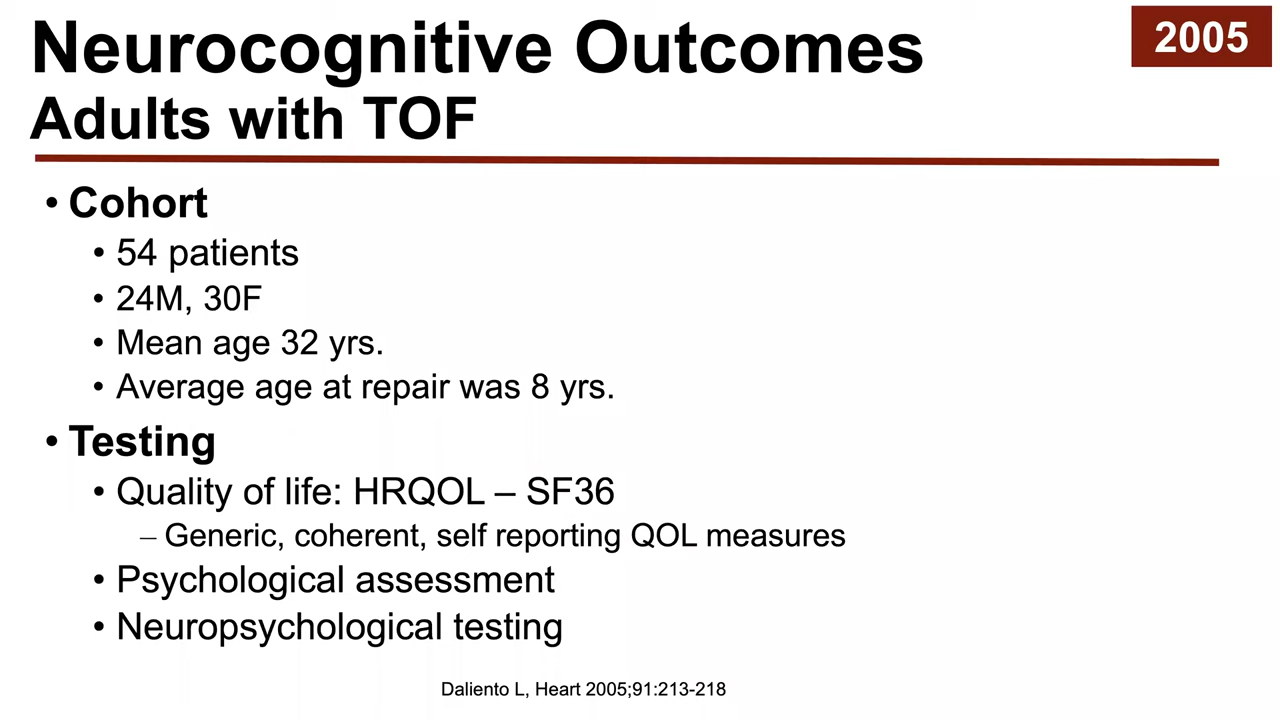 Neurocognitive Outcomes
2005
Adults with TOF
• Cohort
• 54 patients
• 24M, 30F
• Mean age 32 yrs.
• Average age at repair was 8 yrs.
• Testing
• Quality of life: HRQOL – SF36
– Generic, coherent, self reporting QOL measures
• Psychological assessment
• Neuropsychological testing
Daliento L, Heart 2005;91:213-218